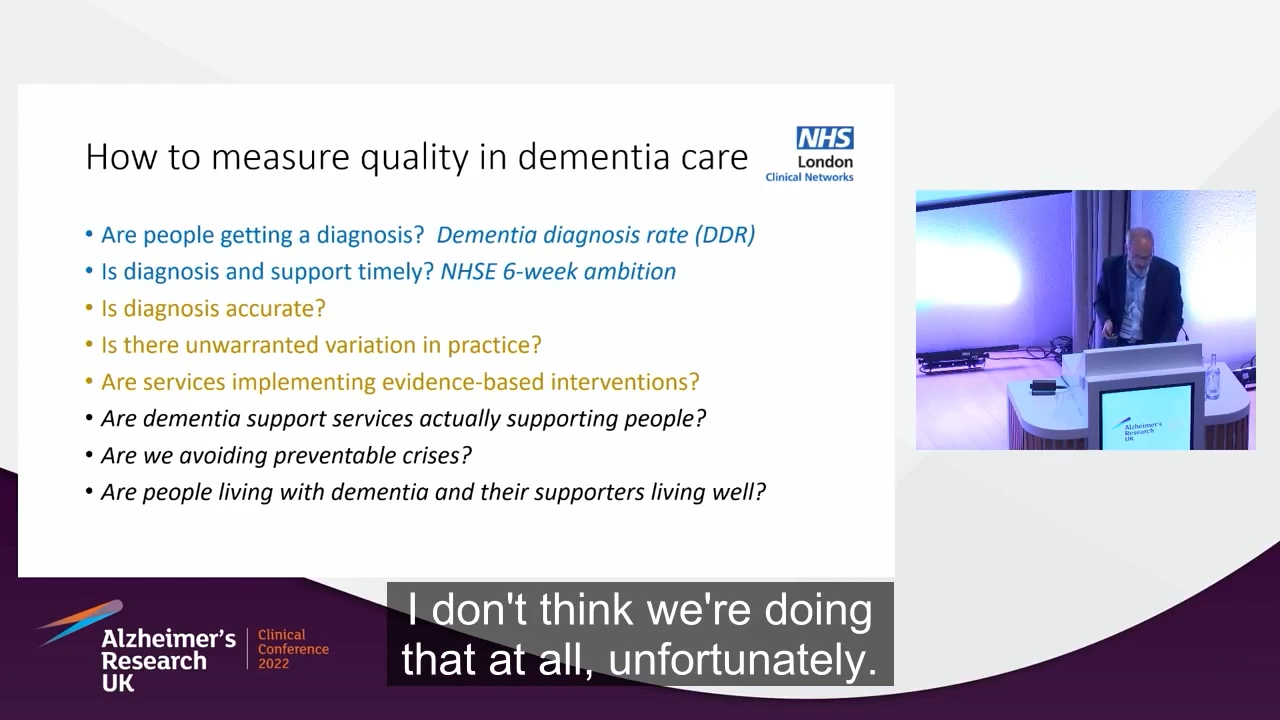 How to measure quality in dementia care
NHS
London
Clinical Networks
• Are people getting a diagnosis? Dementia diagnosis rate (DDR)
• Is diagnosis and support timely? NHSE 6-week ambition
• Is diagnosis accurate?
• Is there unwarranted variation in practice?
• Are services implementing evidence-based interventions?
• Are dementia support services actually supporting people?
• Are we avoiding preventable crises?
• Are people living with dementia and their supporters living well?
Alzheimer's
Research
UK
Alzheimer's
Research
UK
Clinical
Conference
2022
I don't think we're doing
that at all, unfortunately.